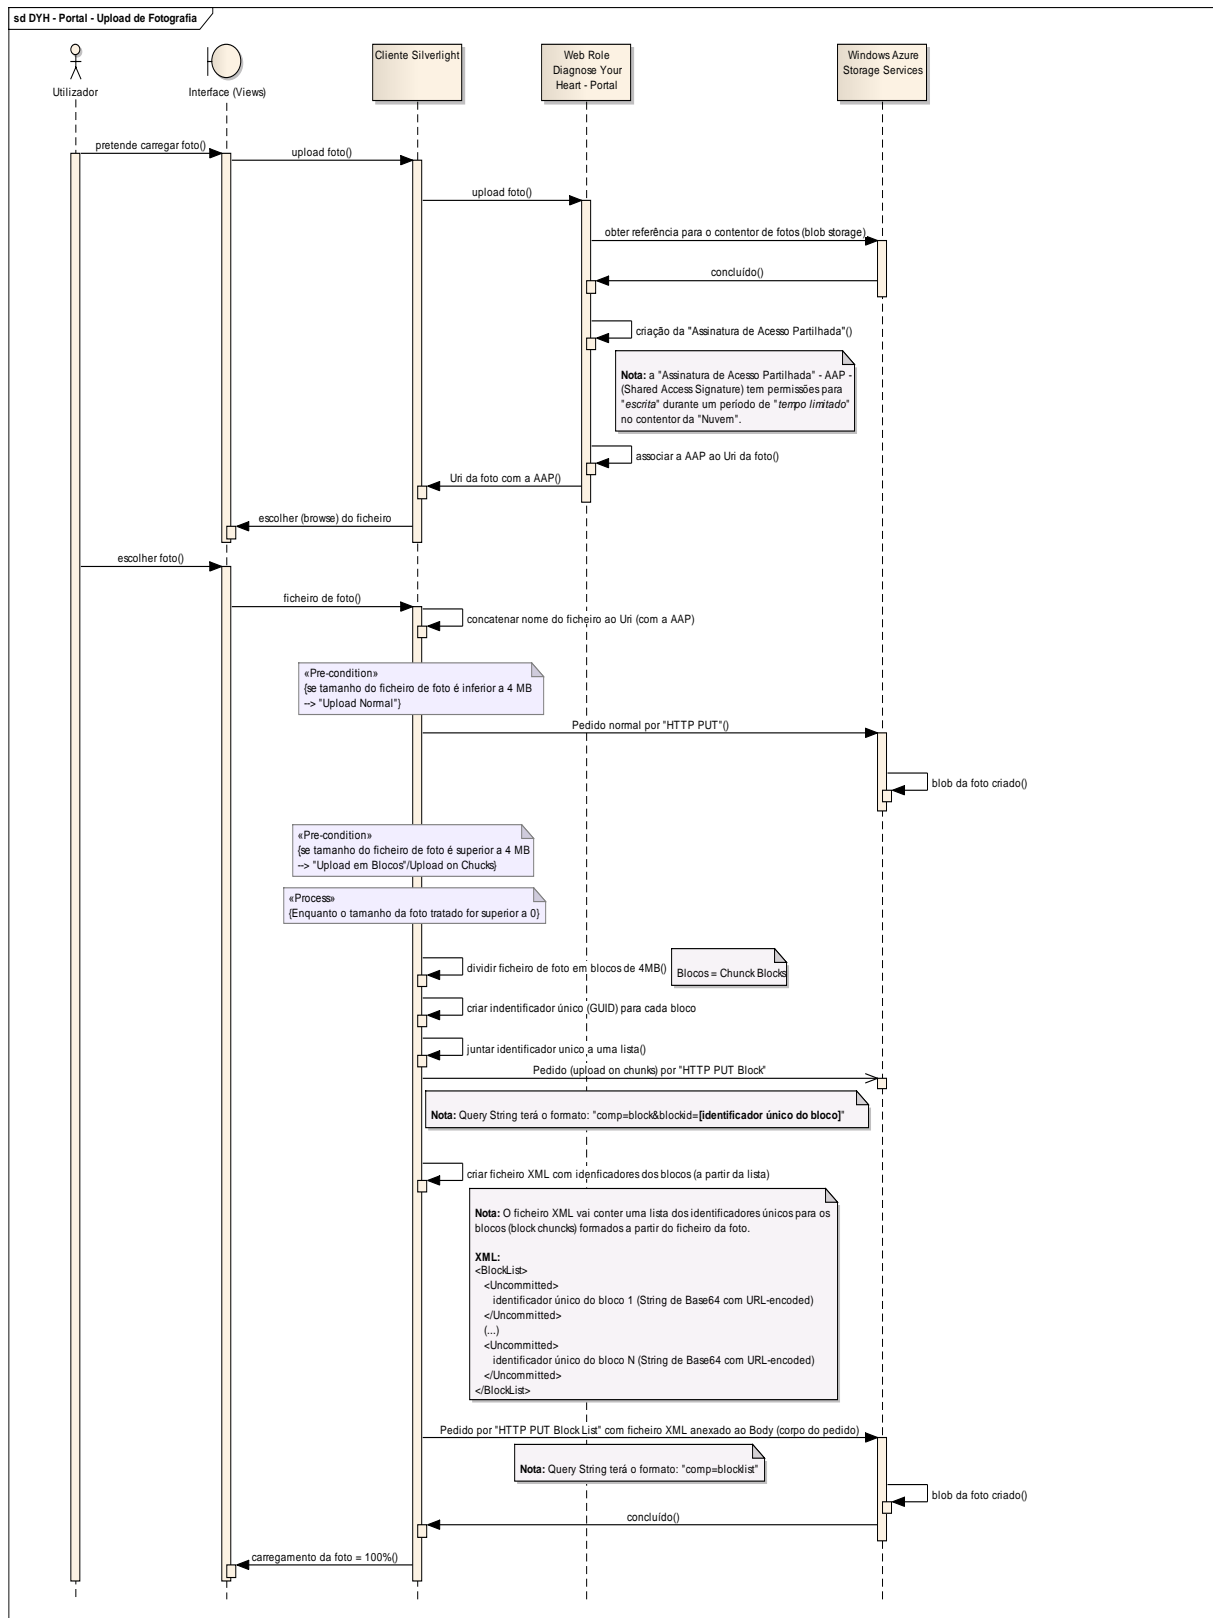 sd DYH - Portal - Upload de Fotografia
Utilizador
Interface (Views)
Cliente Silverlight
Web Role
Diagnose Your
Heart - Portal
Windows Azure
Storage Services
pretende carregar foto()
upload foto()
upload foto()
obter referência para o contentor de fotos (blob storage)
concluído()
criação da "Assinatura de Acesso Partilhada"()
Nota: a "Assinatura de Acesso Partilhada" - AAP -
(Shared Access Signature) tem permissões para
"escrita" durante um período de "tempo limitado"
no contentor da "Nuvem".
associar a AAP ao Uri da foto()
Uri da foto com a AAP()
escolher (browse) do ficheiro
escolher foto()
ficheiro de foto()
concatenar nome do ficheiro ao Uri (com a AAP)
«Pre-condition»
{se tamanho do ficheiro de foto é inferior a 4 MB
--> "Upload Normal"}
Pedido normal por "HTTP PUT"()
blob da foto criado()
«Pre-condition»
{se tamanho do ficheiro de foto é superior a 4 MB
--> "Upload em Blocos"/Upload on Chucks}
«Process»
{Enquanto o tamanho da foto tratado for superior a 0}
dividir ficheiro de foto em blocos de 4MB()
Blocos = Chunck Blocks
criar indentificador único (GUID) para cada bloco
juntar identificador unico a uma lista()
Pedido (upload on chunks) por "HTTP PUT Block"
Nota: Query String terá o formato: "comp=block&blockid=[identificador único do bloco]"
criar ficheiro XML com idenficadores dos blocos (a partir da lista)
Nota: O ficheiro XML vai conter uma lista dos identificadores únicos para os
blocos (block chuncks) formados a partir do ficheiro da foto.
XML:
<BlockList>
<Uncommitted>
identificador único do bloco 1 (String de Base64 com URL-encoded)
</Uncommitted>
(...)
<Uncommitted>
identificador único do bloco N (String de Base64 com URL-encoded)
</Uncommitted>
</BlockList>
Pedido por "HTTP PUT Block List" com ficheiro XML anexado ao Body (corpo do pedido)
Nota: Query String terá o formato: "comp=blocklist"
blob da foto criado()
concluído()
carregamento da foto = 100%()